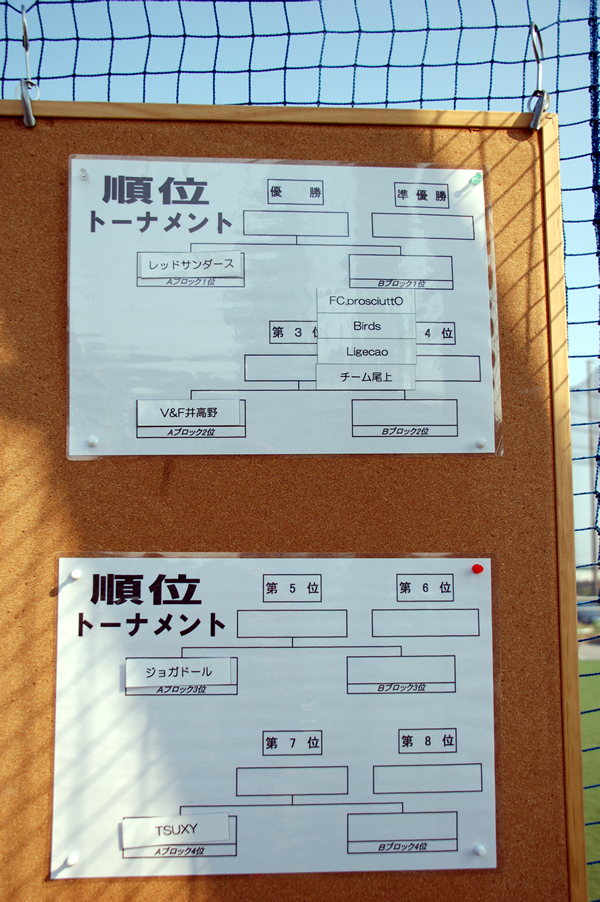 順位
トーナメント
優勝
準優勝
レッドサンダース
Aブロック1位
Bブロック1位
FC.prosciuttO
Birds
Ligecao
チーム尾上
第3位
4位
V&F井高野
Aブロック2位
Bブロック2位
順位
トーナメント
第5位
第6位
ジョガドール
Aブロック3位
Bブロック3位
第7位
第8位
TSUXY
Aブロック4位
Bブロック4位